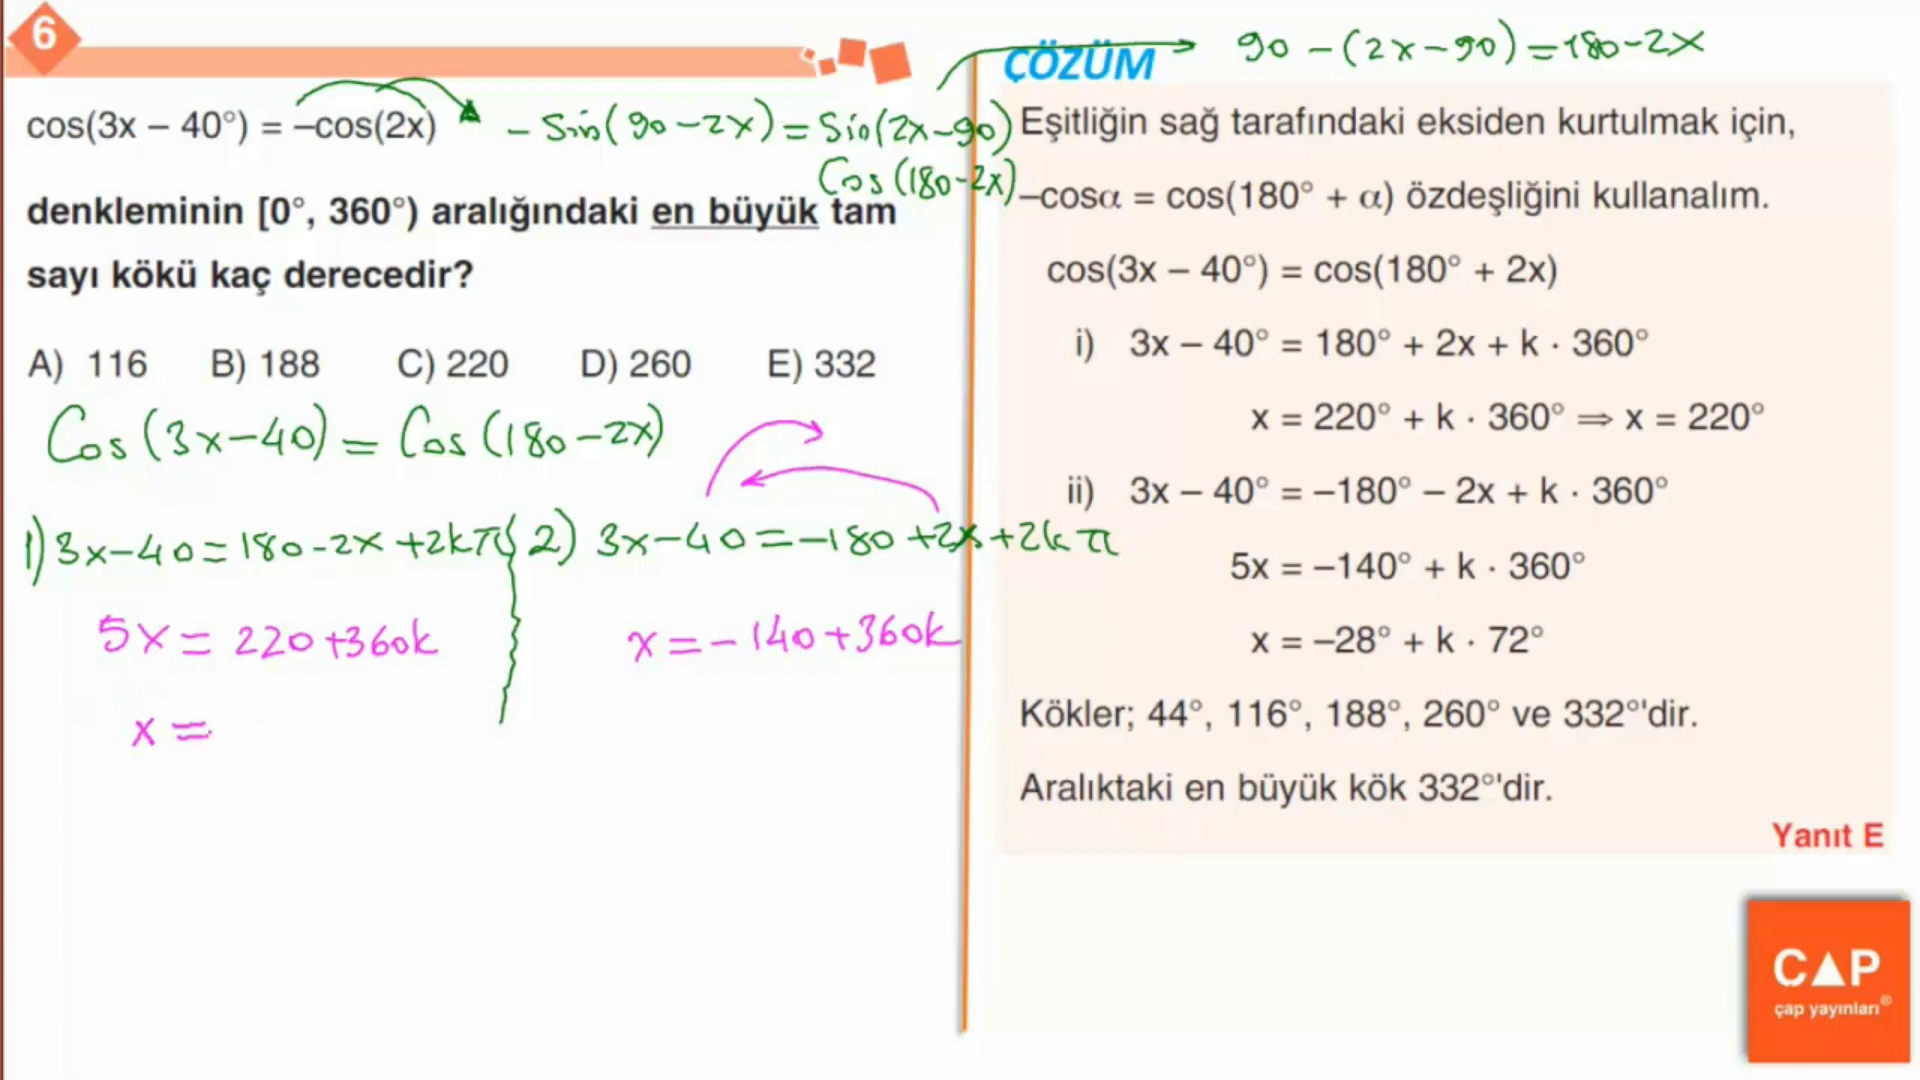 6
cos(3x – 40°) = –cos(2x)
- Sin(90-2x) = Sin(2x-90)
Cos(180-2x)
denkleminin [0°, 360°) aralığındaki en büyük tam
sayı kökü kaç derecedir?
A) 116 B) 188 C) 220 D) 260 E) 332
Cos(3x-40) = Cos(180-2x)
1) 3x-40=180-2x+2kπ
5x = 220+360k
x =
2) 3x-40=-180+2x+2kπ
x = -140+360k
90 - (2x-90) = 180-2x
ÇÖZÜM
Eşitliğin sağ tarafındaki eksiden kurtulmak için,
–cosα = cos(180° + α) özdeşliğini kullanalım.
cos(3x – 40°) = cos(180° + 2x)
i) 3x – 40° = 180° + 2x + k · 360°
x = 220° + k · 360° ⇒ x = 220°
ii) 3x – 40° = –180° – 2x + k · 360°
5x = –140° + k · 360°
x = –28° + k · 72°
Kökler; 44°, 116°, 188°, 260° ve 332°'dir.
Aralıktaki en büyük kök 332°'dir.
Yanıt E
ÇAP
çap yayınları®